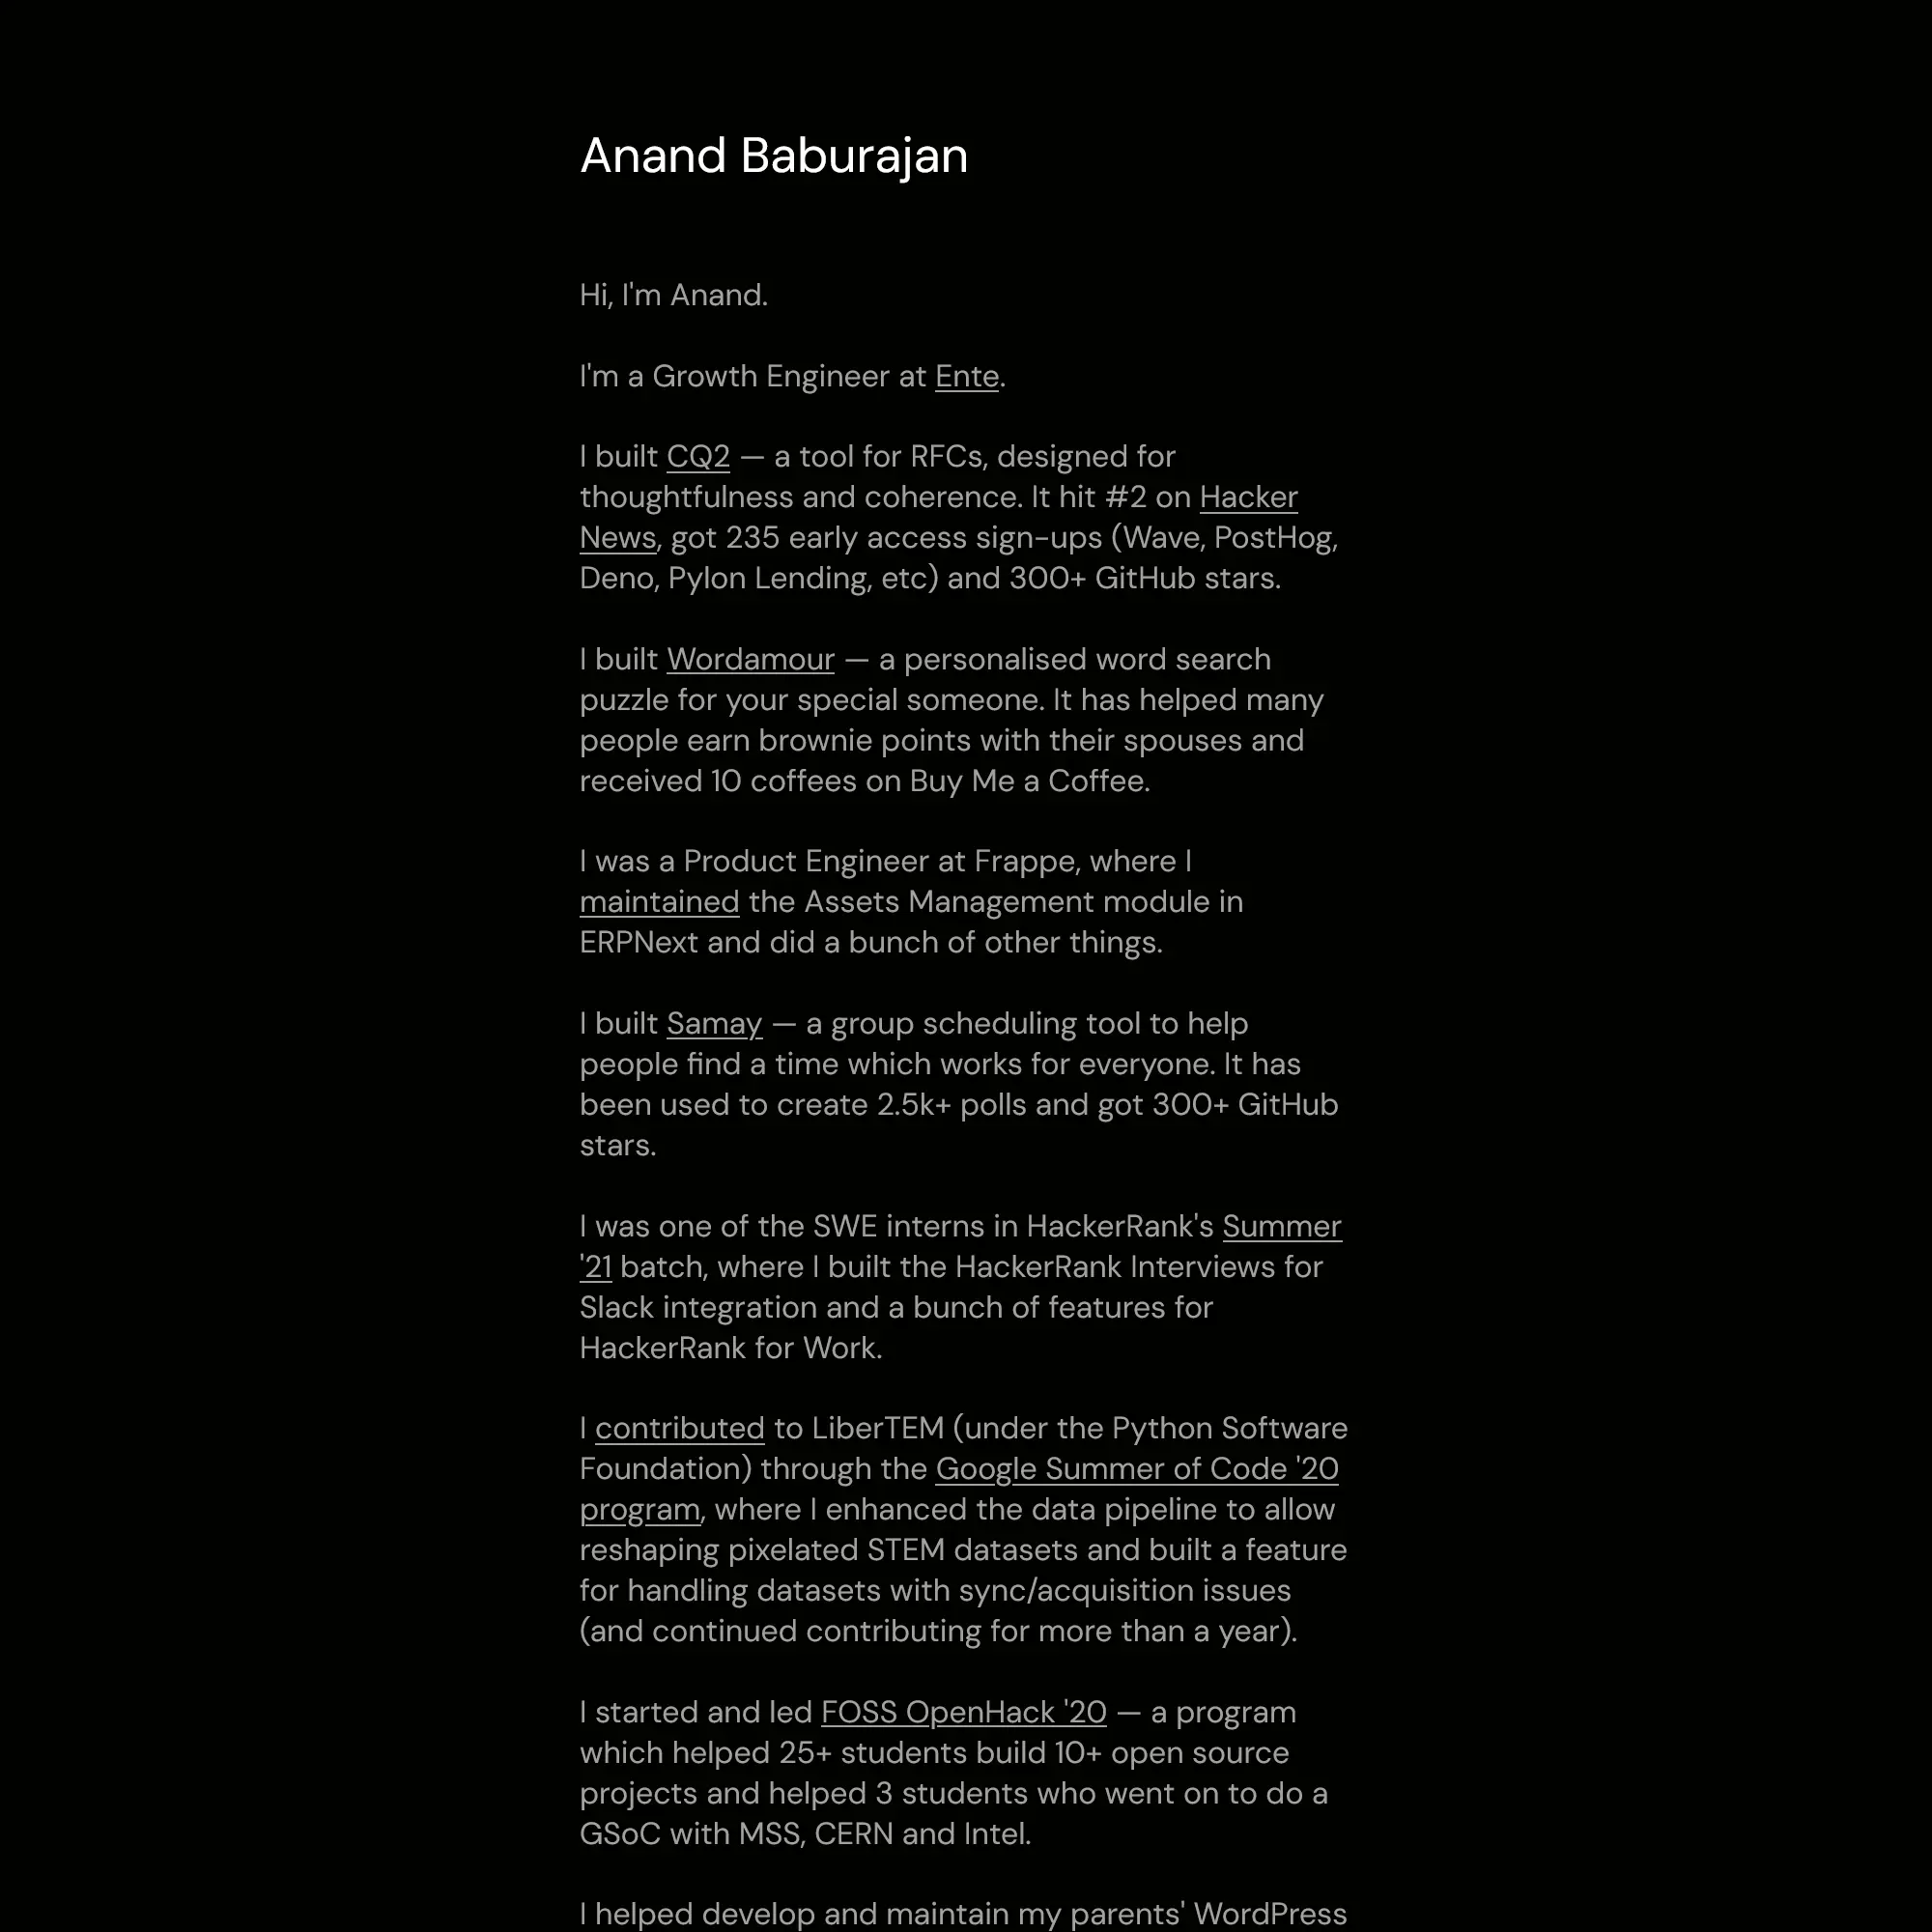 Anand Baburajan
Hi, I'm Anand.
I'm a Growth Engineer at Ente.
I built CQ2 — a tool for RFCs, designed for
thoughtfulness and coherence. It hit #2 on Hacker
News, got 235 early access sign-ups (Wave, PostHog,
Deno, Pylon Lending, etc) and 300+ GitHub stars.
I built Wordamour — a personalised word search
puzzle for your special someone. It has helped many
people earn brownie points with their spouses and
received 10 coffees on Buy Me a Coffee.
I was a Product Engineer at Frappe, where I
maintained the Assets Management module in
ERPNext and did a bunch of other things.
I built Samay — a group scheduling tool to help
people find a time which works for everyone. It has
been used to create 2.5k+ polls and got 300+ GitHub
stars.
I was one of the SWE interns in HackerRank's Summer
'21 batch, where I built the HackerRank Interviews for
Slack integration and a bunch of features for
HackerRank for Work.
I contributed to LiberTEM (under the Python Software
Foundation) through the Google Summer of Code '20
program, where I enhanced the data pipeline to allow
reshaping pixelated STEM datasets and built a feature
for handling datasets with sync/acquisition issues
(and continued contributing for more than a year).
I started and led FOSS OpenHack '20 — a program
which helped 25+ students build 10+ open source
projects and helped 3 students who went on to do a
GSoC with MSS, CERN and Intel.
I helped develop and maintain my parents' WordPress